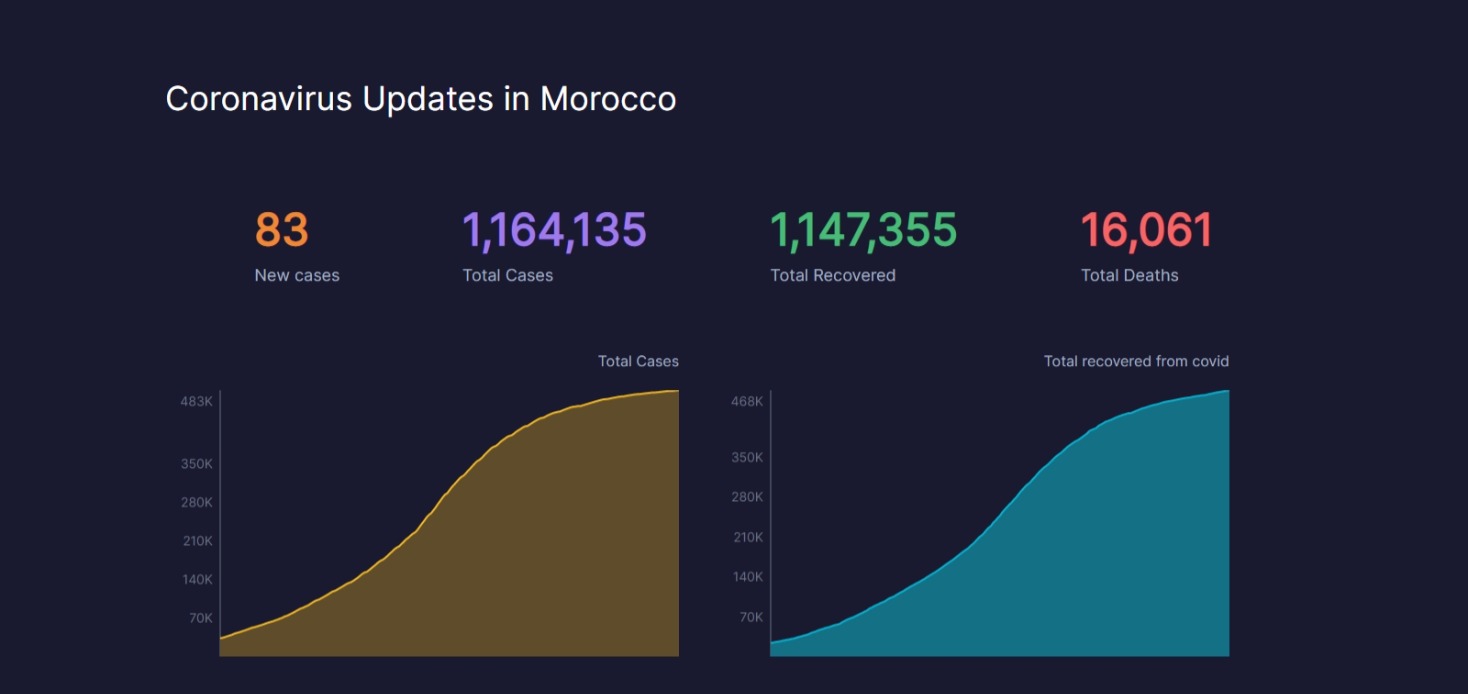 Coronavirus Updates in Morocco
83
New cases
1,164,135
Total Cases
1,147,355
Total Recovered
16,061
Total Deaths
Total Cases
483K
350K
280K
210K
140K
70K
Total recovered from covid
468K
350K
280K
210K
140K
70K